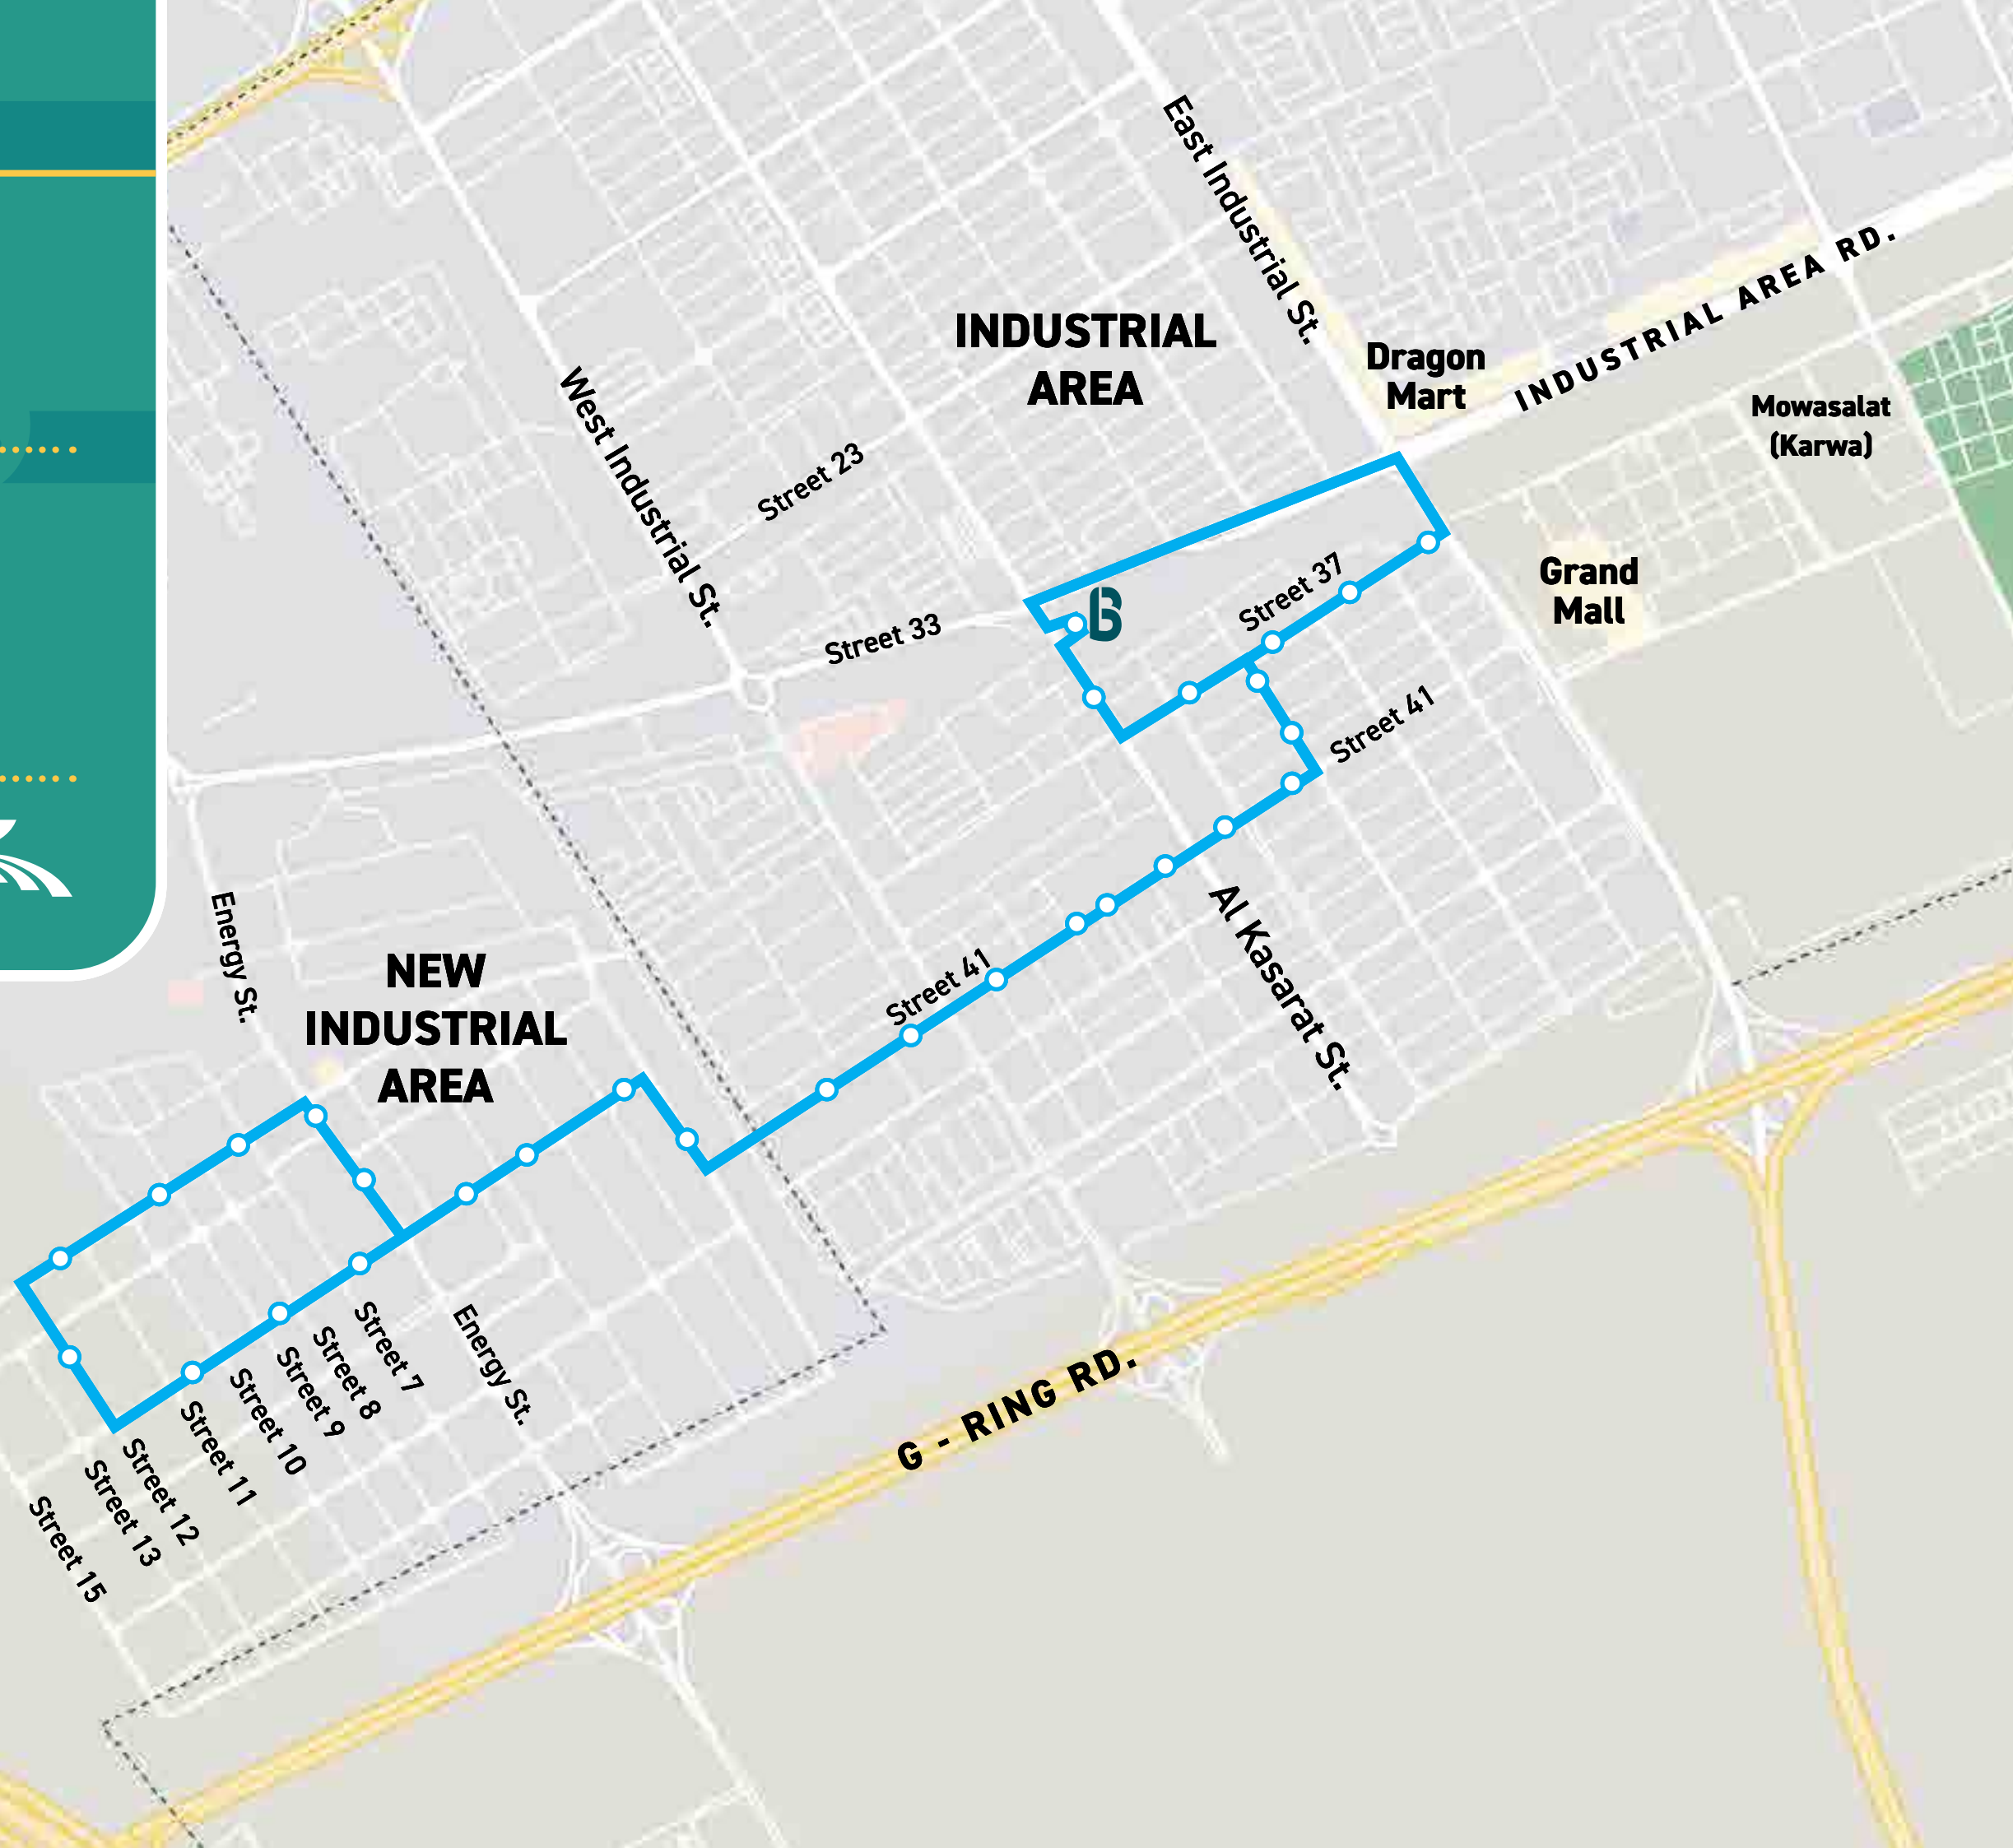 East Industrial St.
INDUSTRIAL AREA RD.
INDUSTRIAL
AREA
Dragon
Mart
Mowasalat
(Karwa)
West Industrial St.
Street 23
Grand
Mall
Street 37
Street 33
Street 41
Al Kasarat St.
Energy St.
NEW
INDUSTRIAL
AREA
Street 41
Street 7
Street 8
Street 9
Street 10
Street 11
Street 12
Street 13
Street 15
Energy St.
G - RING RD.